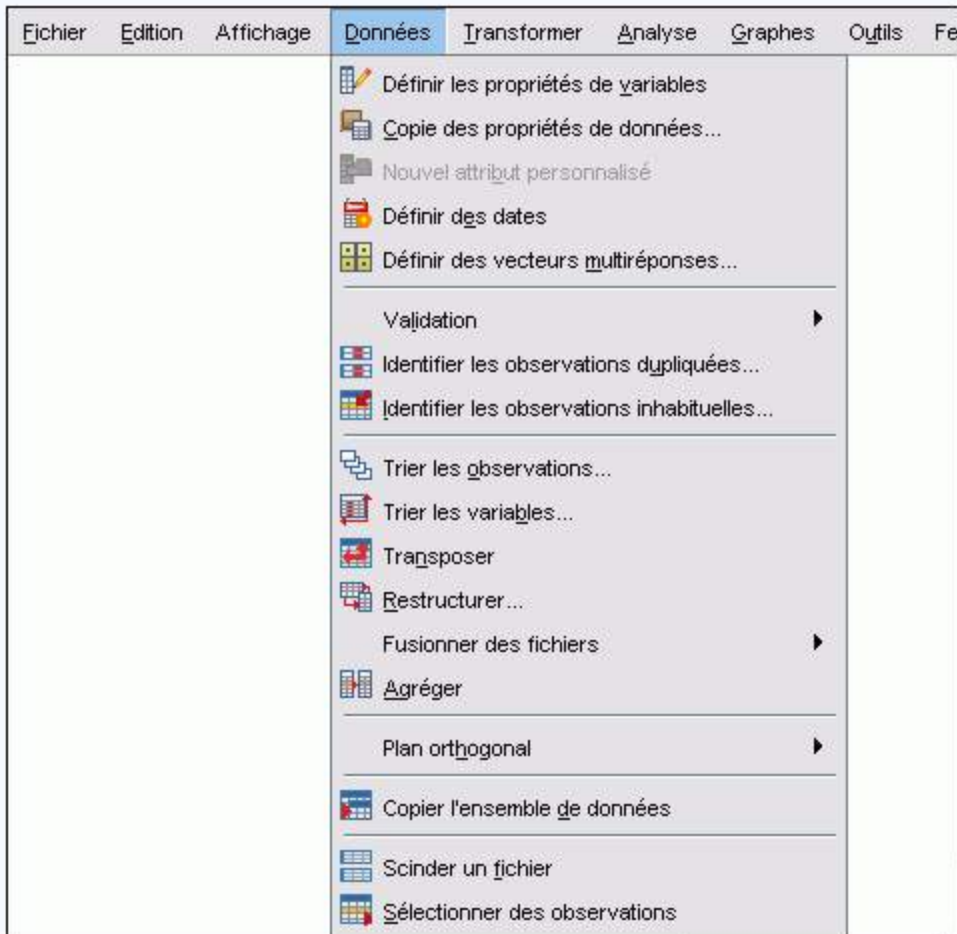 Fichier Edition Affichage Données Transformer Analyse Graphes Outils Fe
Définir les propriétés de variables
Copie des propriétés de données...
Nouvel attribut personnalisé
Définir des dates
Définir des vecteurs multiréponses...
Validation
Identifier les observations dupliquées...
Identifier les observations inhabituelles...
Trier les observations...
Trier les variables...
Transposer
Restructurer...
Fusionner des fichiers
Agréger
Plan orthogonal
Copier l'ensemble de données
Scinder un fichier
Sélectionner des observations